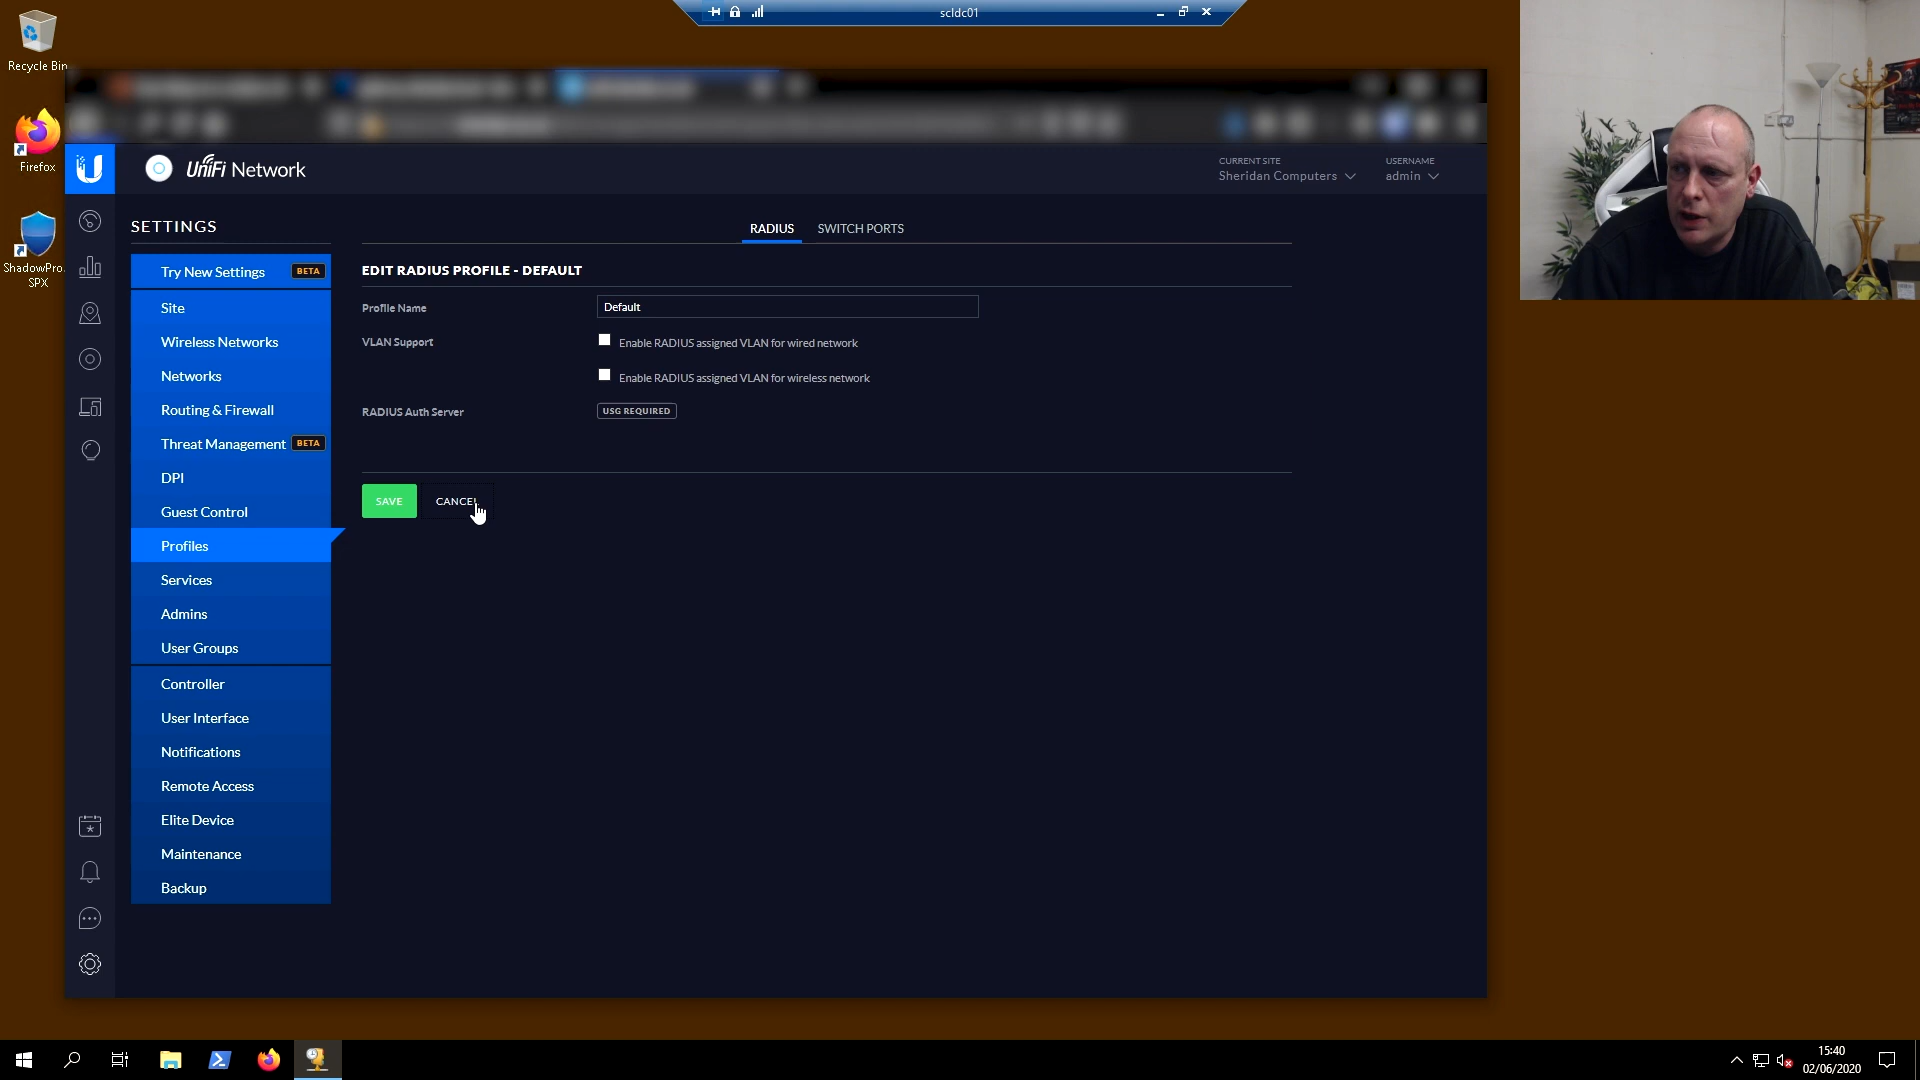 scldc01
Recycle Bin
Firefox
ShadowPro...
SPX
UniFi Network
CURRENT SITE
Sheridan Computers
USERNAME
admin
SETTINGS
Try New Settings BETA
Site
Wireless Networks
Networks
Routing & Firewall
Threat Management BETA
DPI
Guest Control
Profiles
Services
Admins
User Groups
Controller
User Interface
Notifications
Remote Access
Elite Device
Maintenance
Backup
RADIUS SWITCH PORTS
EDIT RADIUS PROFILE - DEFAULT
Profile Name Default
VLAN Support Enable RADIUS assigned VLAN for wired network
Enable RADIUS assigned VLAN for wireless network
RADIUS Auth Server USG REQUIRED
SAVE CANCEL
15:40
02/06/2020